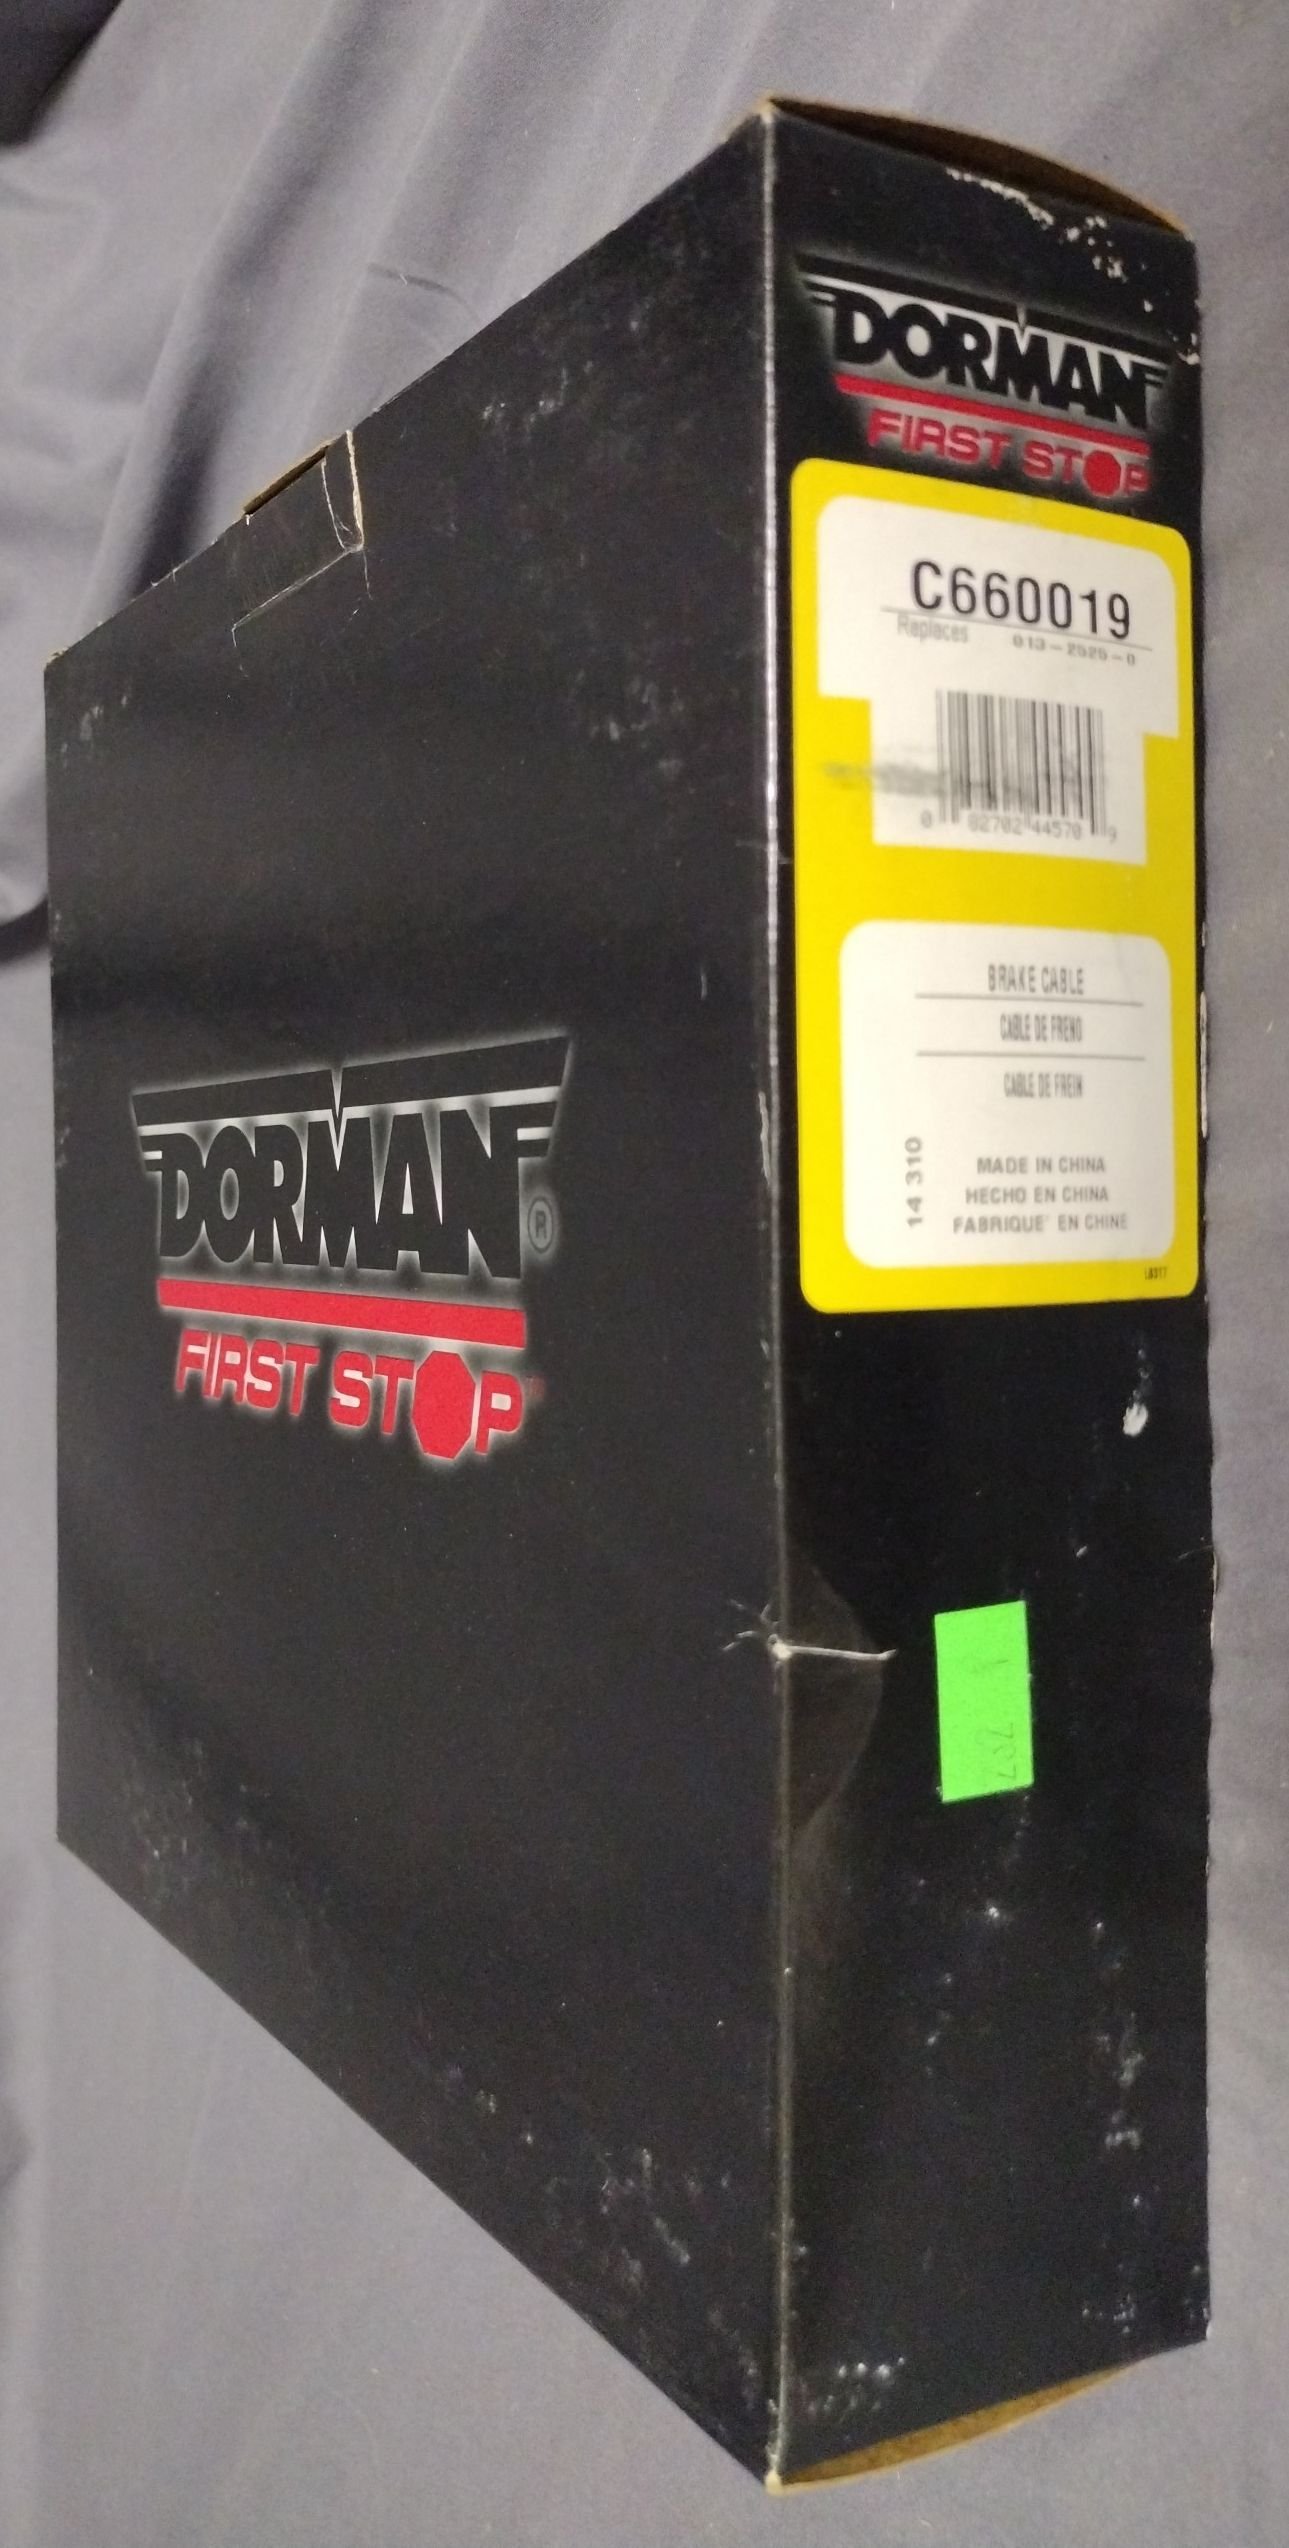 DORMAN®
FIRST STOP
DORMAN
FIRST STOP
C660019
Replaces 013-2525-0
0 82702 44570 9
BRAKE CABLE
CABLE DE FRENO
CABLE DE FREIN
14 310
MADE IN CHINA
HECHO EN CHINA
FABRIQUE' EN CHINE